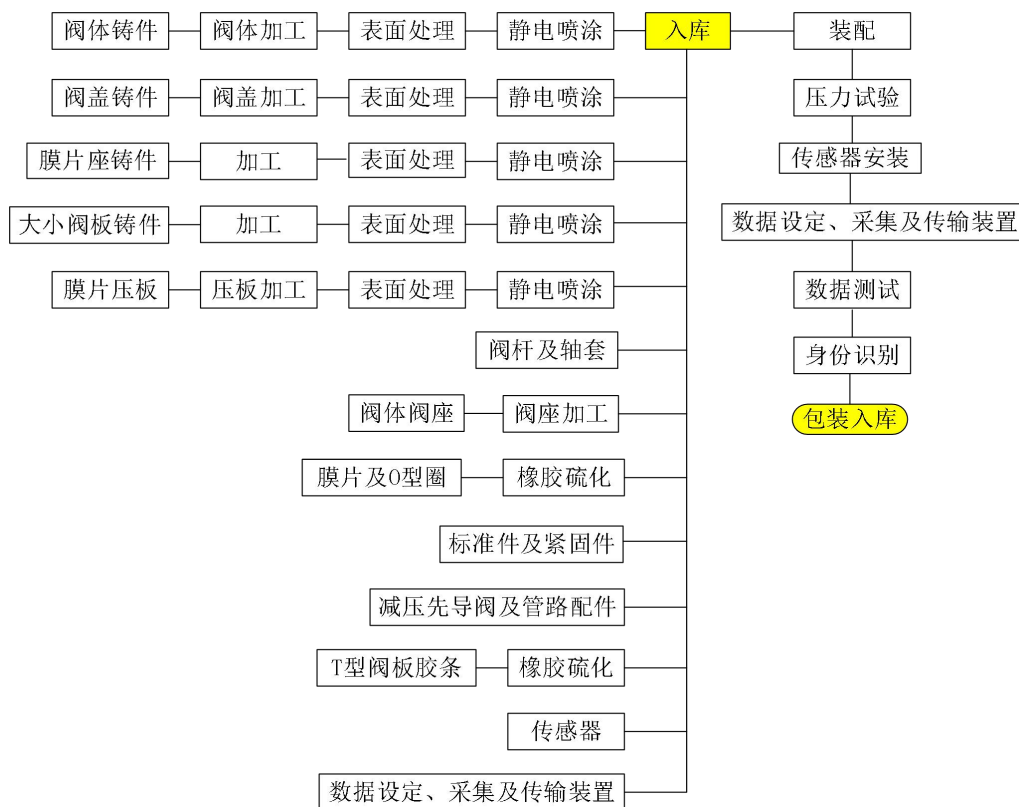 阀体铸件 阀体加工 表面处理 静电喷涂 入库 装配
阀盖铸件 阀盖加工 表面处理 静电喷涂 压力试验
膜片座铸件 加工 表面处理 静电喷涂 传感器安装
大小阀板铸件 加工 表面处理 静电喷涂 数据设定、采集及传输装置
膜片压板 压板加工 表面处理 静电喷涂 数据测试
阀杆及轴套 身份识别
阀体阀座 阀座加工 包装入库
膜片及O型圈 橡胶硫化
标准件及紧固件
减压先导阀及管路配件
T型阀板胶条 橡胶硫化
传感器
数据设定、采集及传输装置